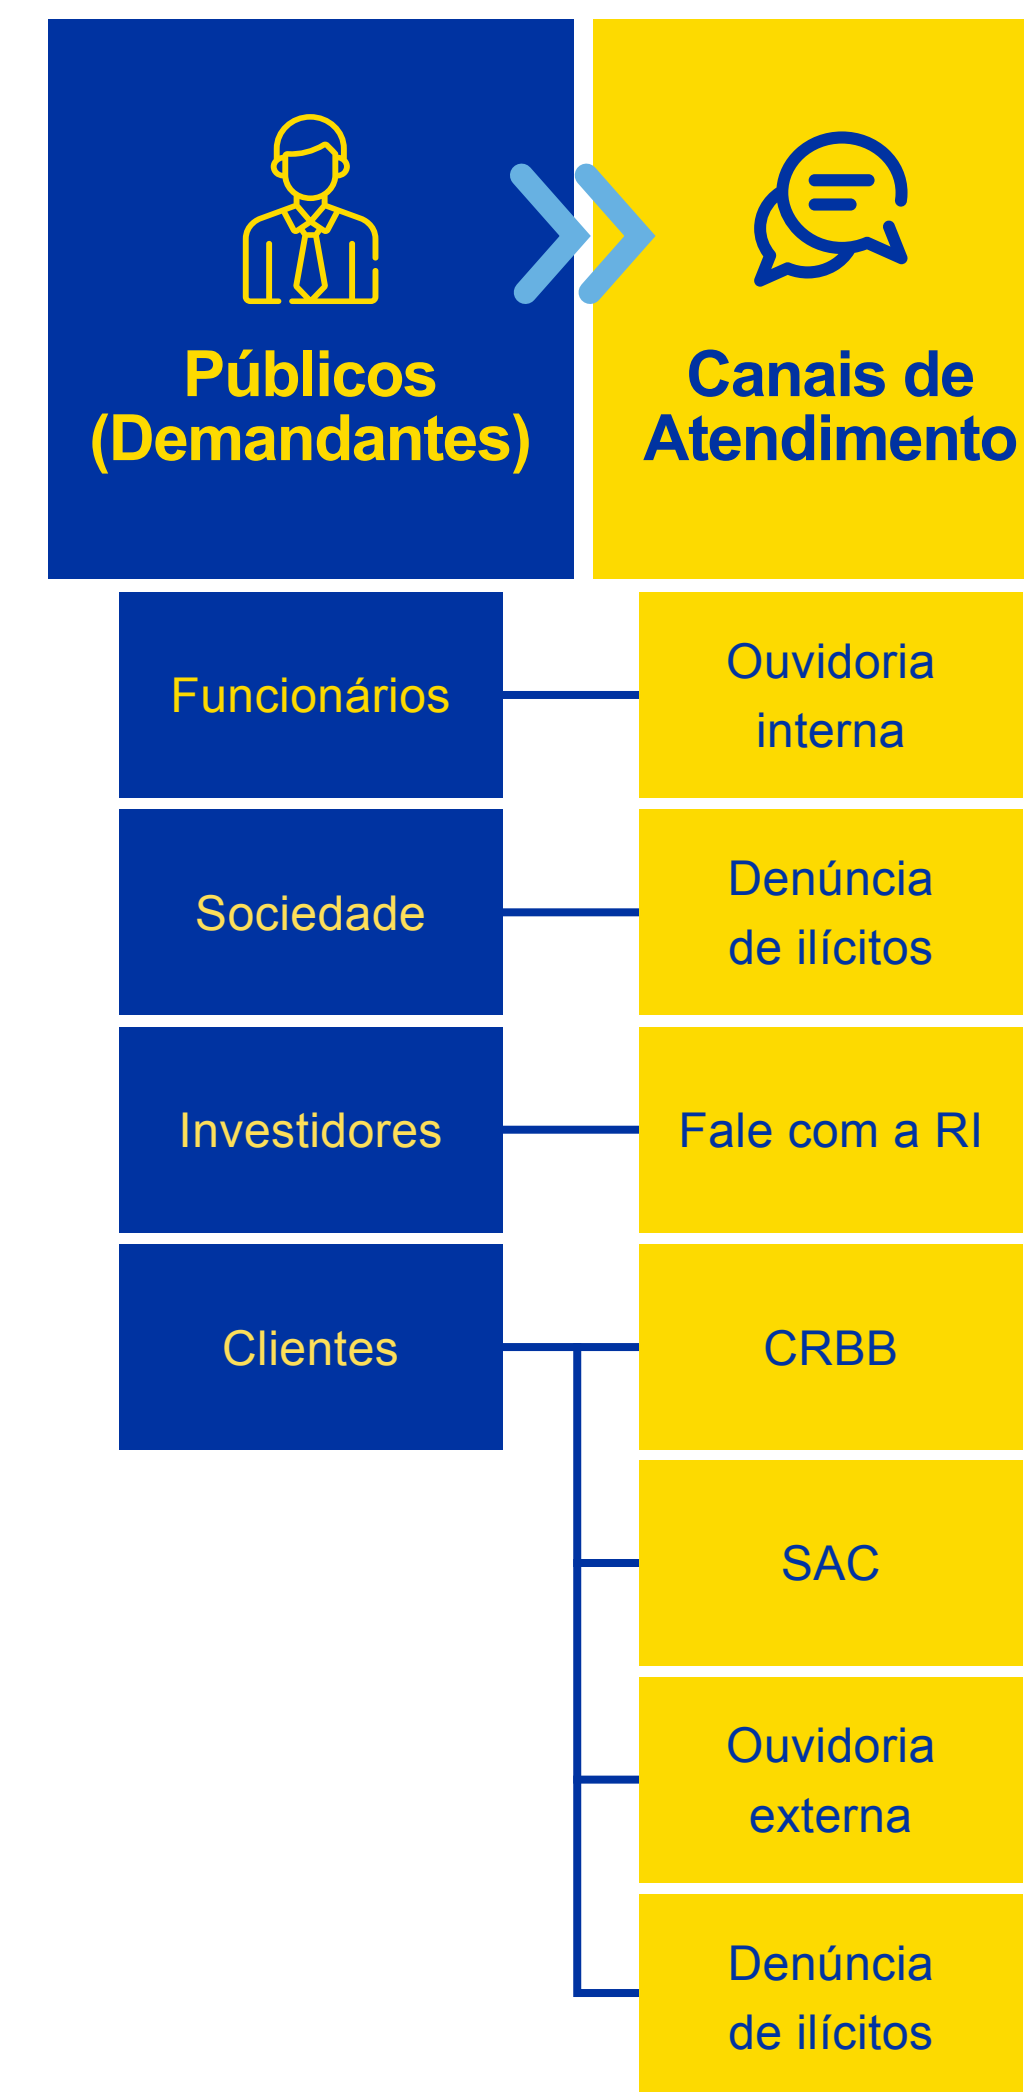 Públicos
(Demandantes)
Canais de
Atendimento
Funcionários
Ouvidoria
interna
Sociedade
Denúncia
de ilícitos
Investidores
Fale com a RI
Clientes
CRBB
SAC
Ouvidoria
externa
Denúncia
de ilícitos